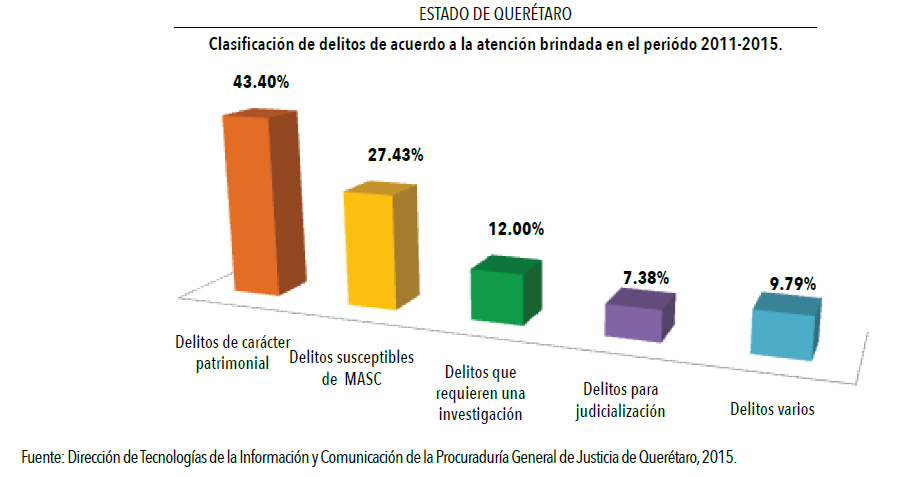 ESTADO DE QUERÉTARO
Clasificación de delitos de acuerdo a la atención brindada en el periódo 2011-2015.
43.40%
27.43%
12.00%
7.38%
9.79%
Delitos de carácter
patrimonial
Delitos susceptibles
de MASC
Delitos que
requieren una
investigación
Delitos para
judicialización
Delitos varios
Fuente: Dirección de Tecnologías de la Información y Comunicación de la Procuraduría General de Justicia de Querétaro, 2015.